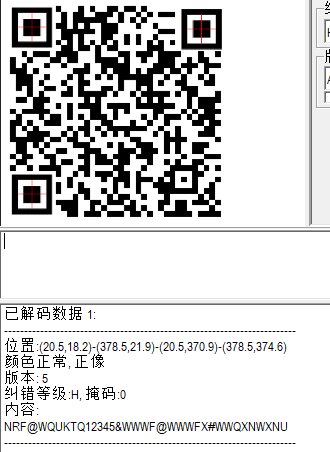 已解码数据 1:
位置:(20.5,18.2)-(378.5,21.9)-(20.5,370.9)-(378.5,374.6)
颜色正常, 正像
版本: 5
纠错等级:H, 掩码:0
内容:
NRF@WQUKTQ12345&WWWF@WWWFX#WWQXNWXNU